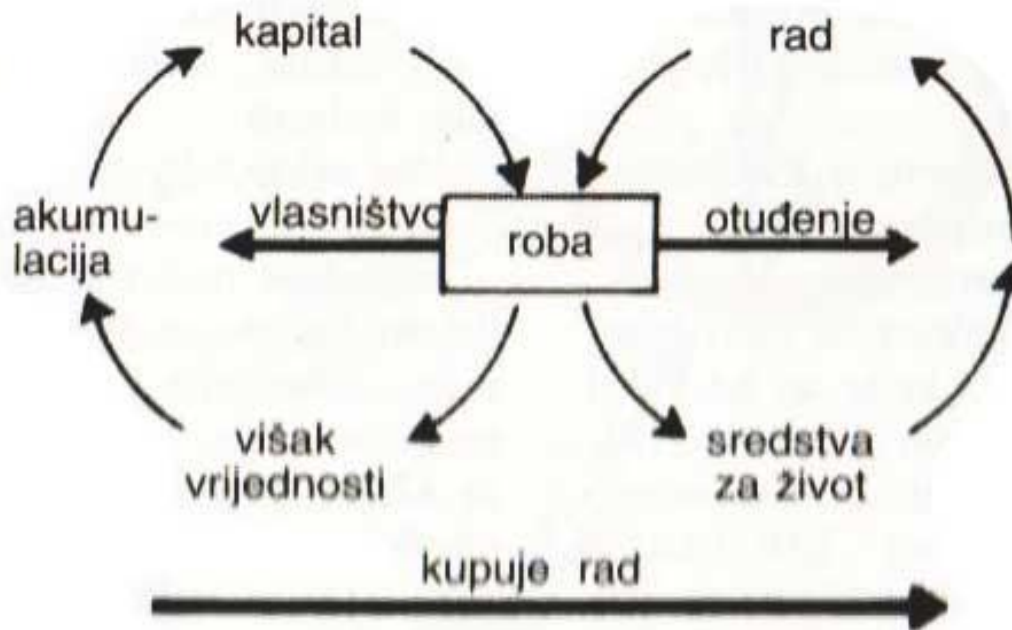 kapital
rad
akumu-
lacija
vlasništvo
roba
otuđenje
višak
vrijednosti
sredstva
za život
kupuje rad